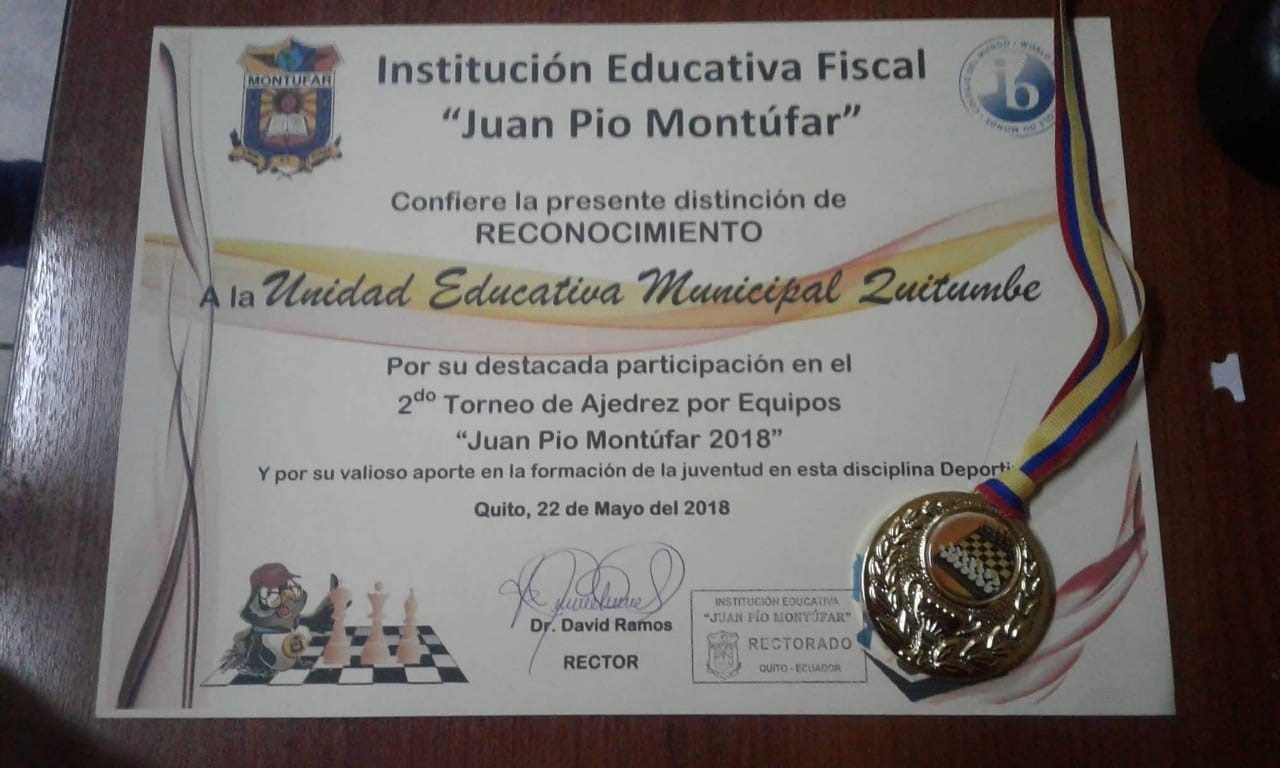 MONTUFAR
Institución Educativa Fiscal
“Juan Pio Montúfar”
Confiere la presente distinción de
RECONOCIMIENTO
A la Unidad Educativa Municipal Quitumbe
Por su destacada participación en el
2do Torneo de Ajedrez por Equipos
“Juan Pio Montúfar 2018”
Y por su valioso aporte en la formación de la juventud en esta disciplina
Quito, 22 de Mayo del 2018
Dr. David Ramos
RECTOR
INSTITUCIÓN EDUCATIVA
“JUAN PÍO MONTÚFAR”
RECTORADO
QUITO - ECUADOR